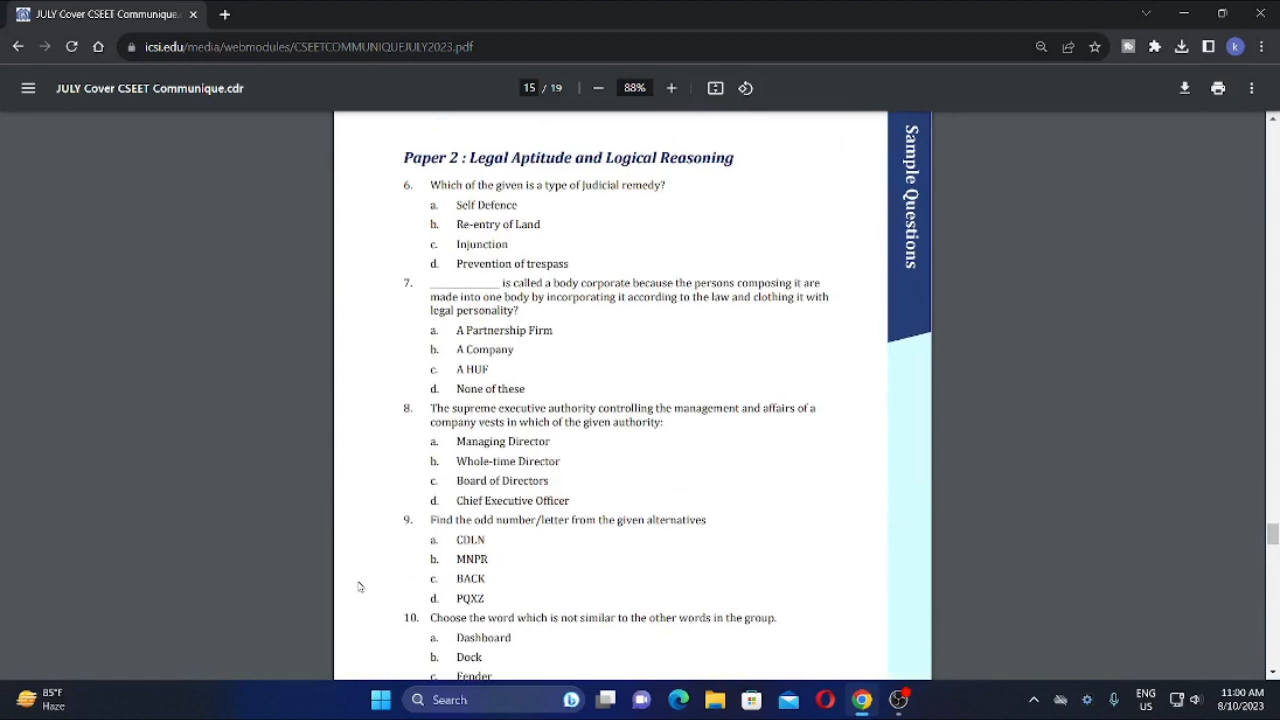 JULY Cover CSEET Communique.
icsi.edu/media/webmodules/CSEETCOMMUNIQUEJULY2023.pdf
k
JULY Cover CSEET Communique.cdr
15 / 19
88%
Sample Questions
Paper 2 : Legal Aptitude and Logical Reasoning
6. Which of the given is a type of Judicial remedy?
a. Self Defence
b. Re-entry of Land
c. Injunction
d. Prevention of trespass
7. ____________ is called a body corporate because the persons composing it are
made into one body by incorporating it according to the law and clothing it with
legal personality?
a. A Partnership Firm
b. A Company
c. A HUF
d. None of these
8. The supreme executive authority controlling the management and affairs of a
company vests in which of the given authority:
a. Managing Director
b. Whole-time Director
c. Board of Directors
d. Chief Executive Officer
9. Find the odd number/letter from the given alternatives
a. CDLN
b. MNPR
c. BACK
d. PQXZ
10. Choose the word which is not similar to the other words in the group.
a. Dashboard
b. Dock
c. Fender
85°F
Haze
Search
ENG
US
11:00 AM
8/10/2023